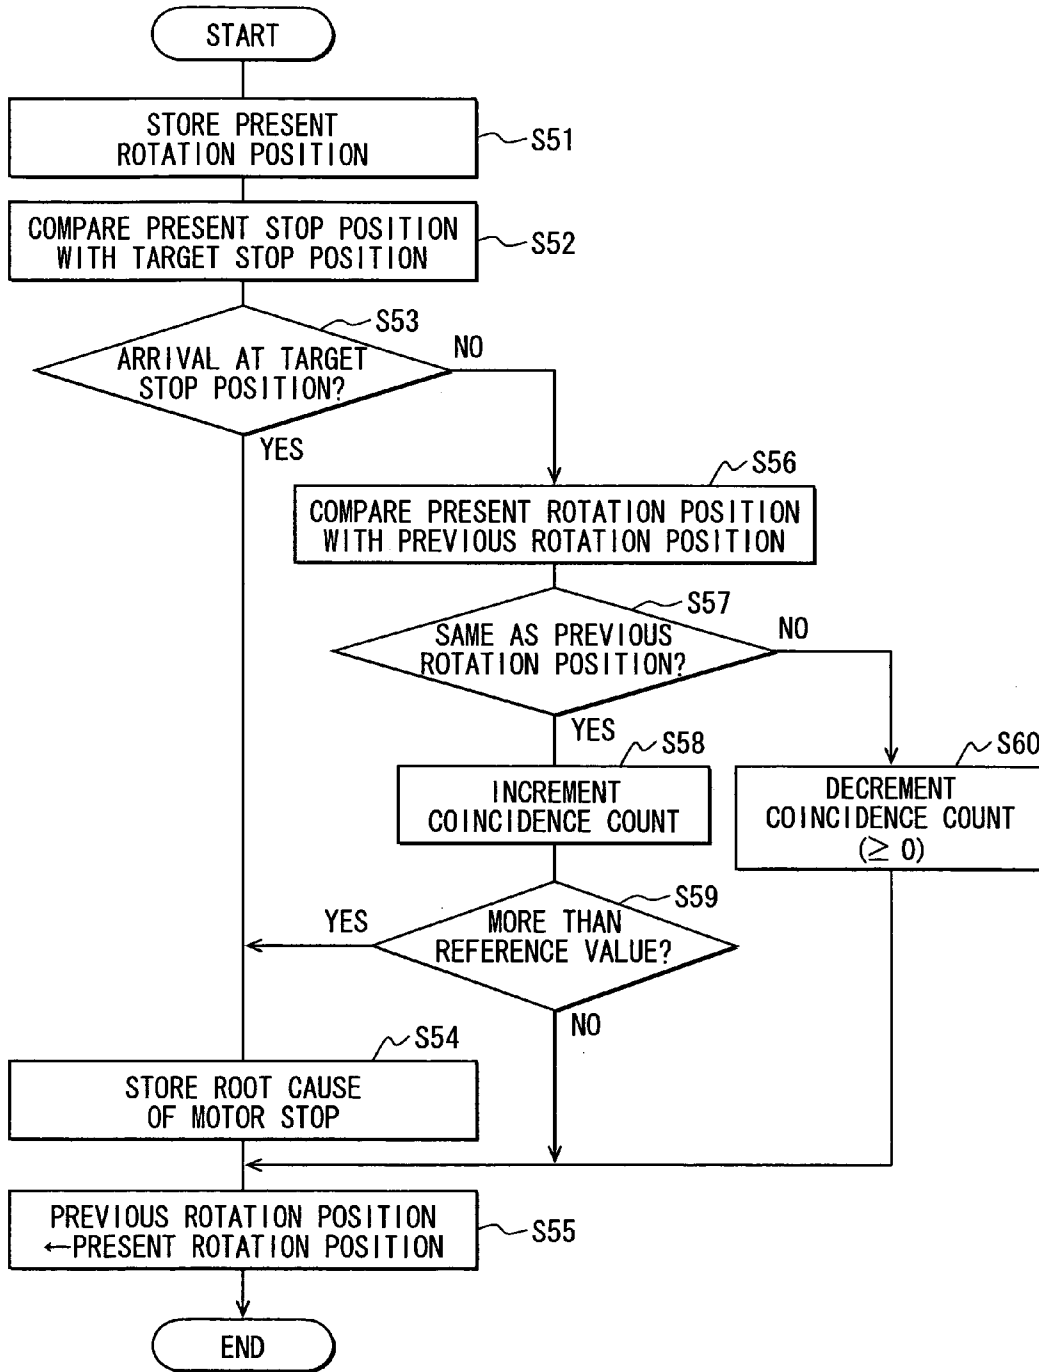 START
STORE PRESENT
ROTATION POSITION
S51
COMPARE PRESENT STOP POSITION
WITH TARGET STOP POSITION
S52
S53
ARRIVAL AT TARGET
STOP POSITION?
NO
YES
S56
COMPARE PRESENT ROTATION POSITION
WITH PREVIOUS ROTATION POSITION
S57
SAME AS PREVIOUS
ROTATION POSITION?
NO
YES
S58
INCREMENT
COINCIDENCE COUNT
S60
DECREMENT
COINCIDENCE COUNT
(≥ 0)
S59
MORE THAN
REFERENCE VALUE?
YES
NO
S54
STORE ROOT CAUSE
OF MOTOR STOP
PREVIOUS ROTATION POSITION
←PRESENT ROTATION POSITION
S55
END